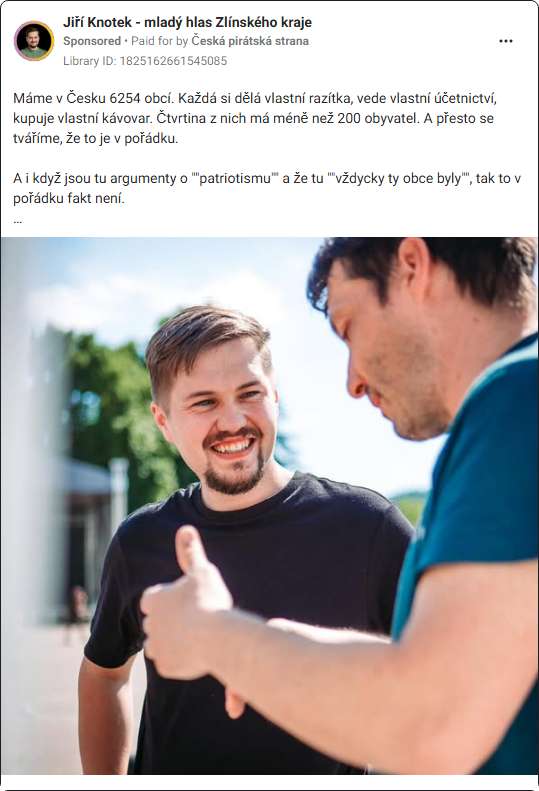 Jiří Knotek - mladý hlas Zlínského kraje
Sponsored • Paid for by Česká pirátská strana
Library ID: 1825162661545085
Máme v Česku 6254 obcí. Každá si dělá vlastní razítka, vede vlastní účetnictví,
kupuje vlastní kávovar. Čtvrtina z nich má méně než 200 obyvatel. A přesto se
tváříme, že to je v pořádku.
A i když jsou tu argumenty o ""patriotismu"" a že tu ""vždycky ty obce byly"", tak to v
pořádku fakt není.
...